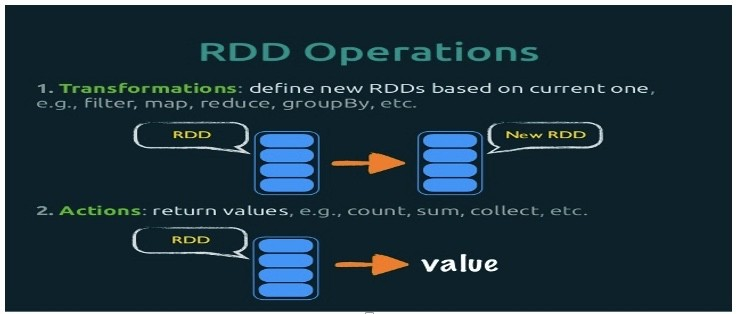 RDD Operations
1. Transformations: define new RDDs based on current one,
e.g., filter, map, reduce, groupBy, etc.
RDD
New RDD
2. Actions: return values, e.g., count, sum, collect, etc.
RDD
value